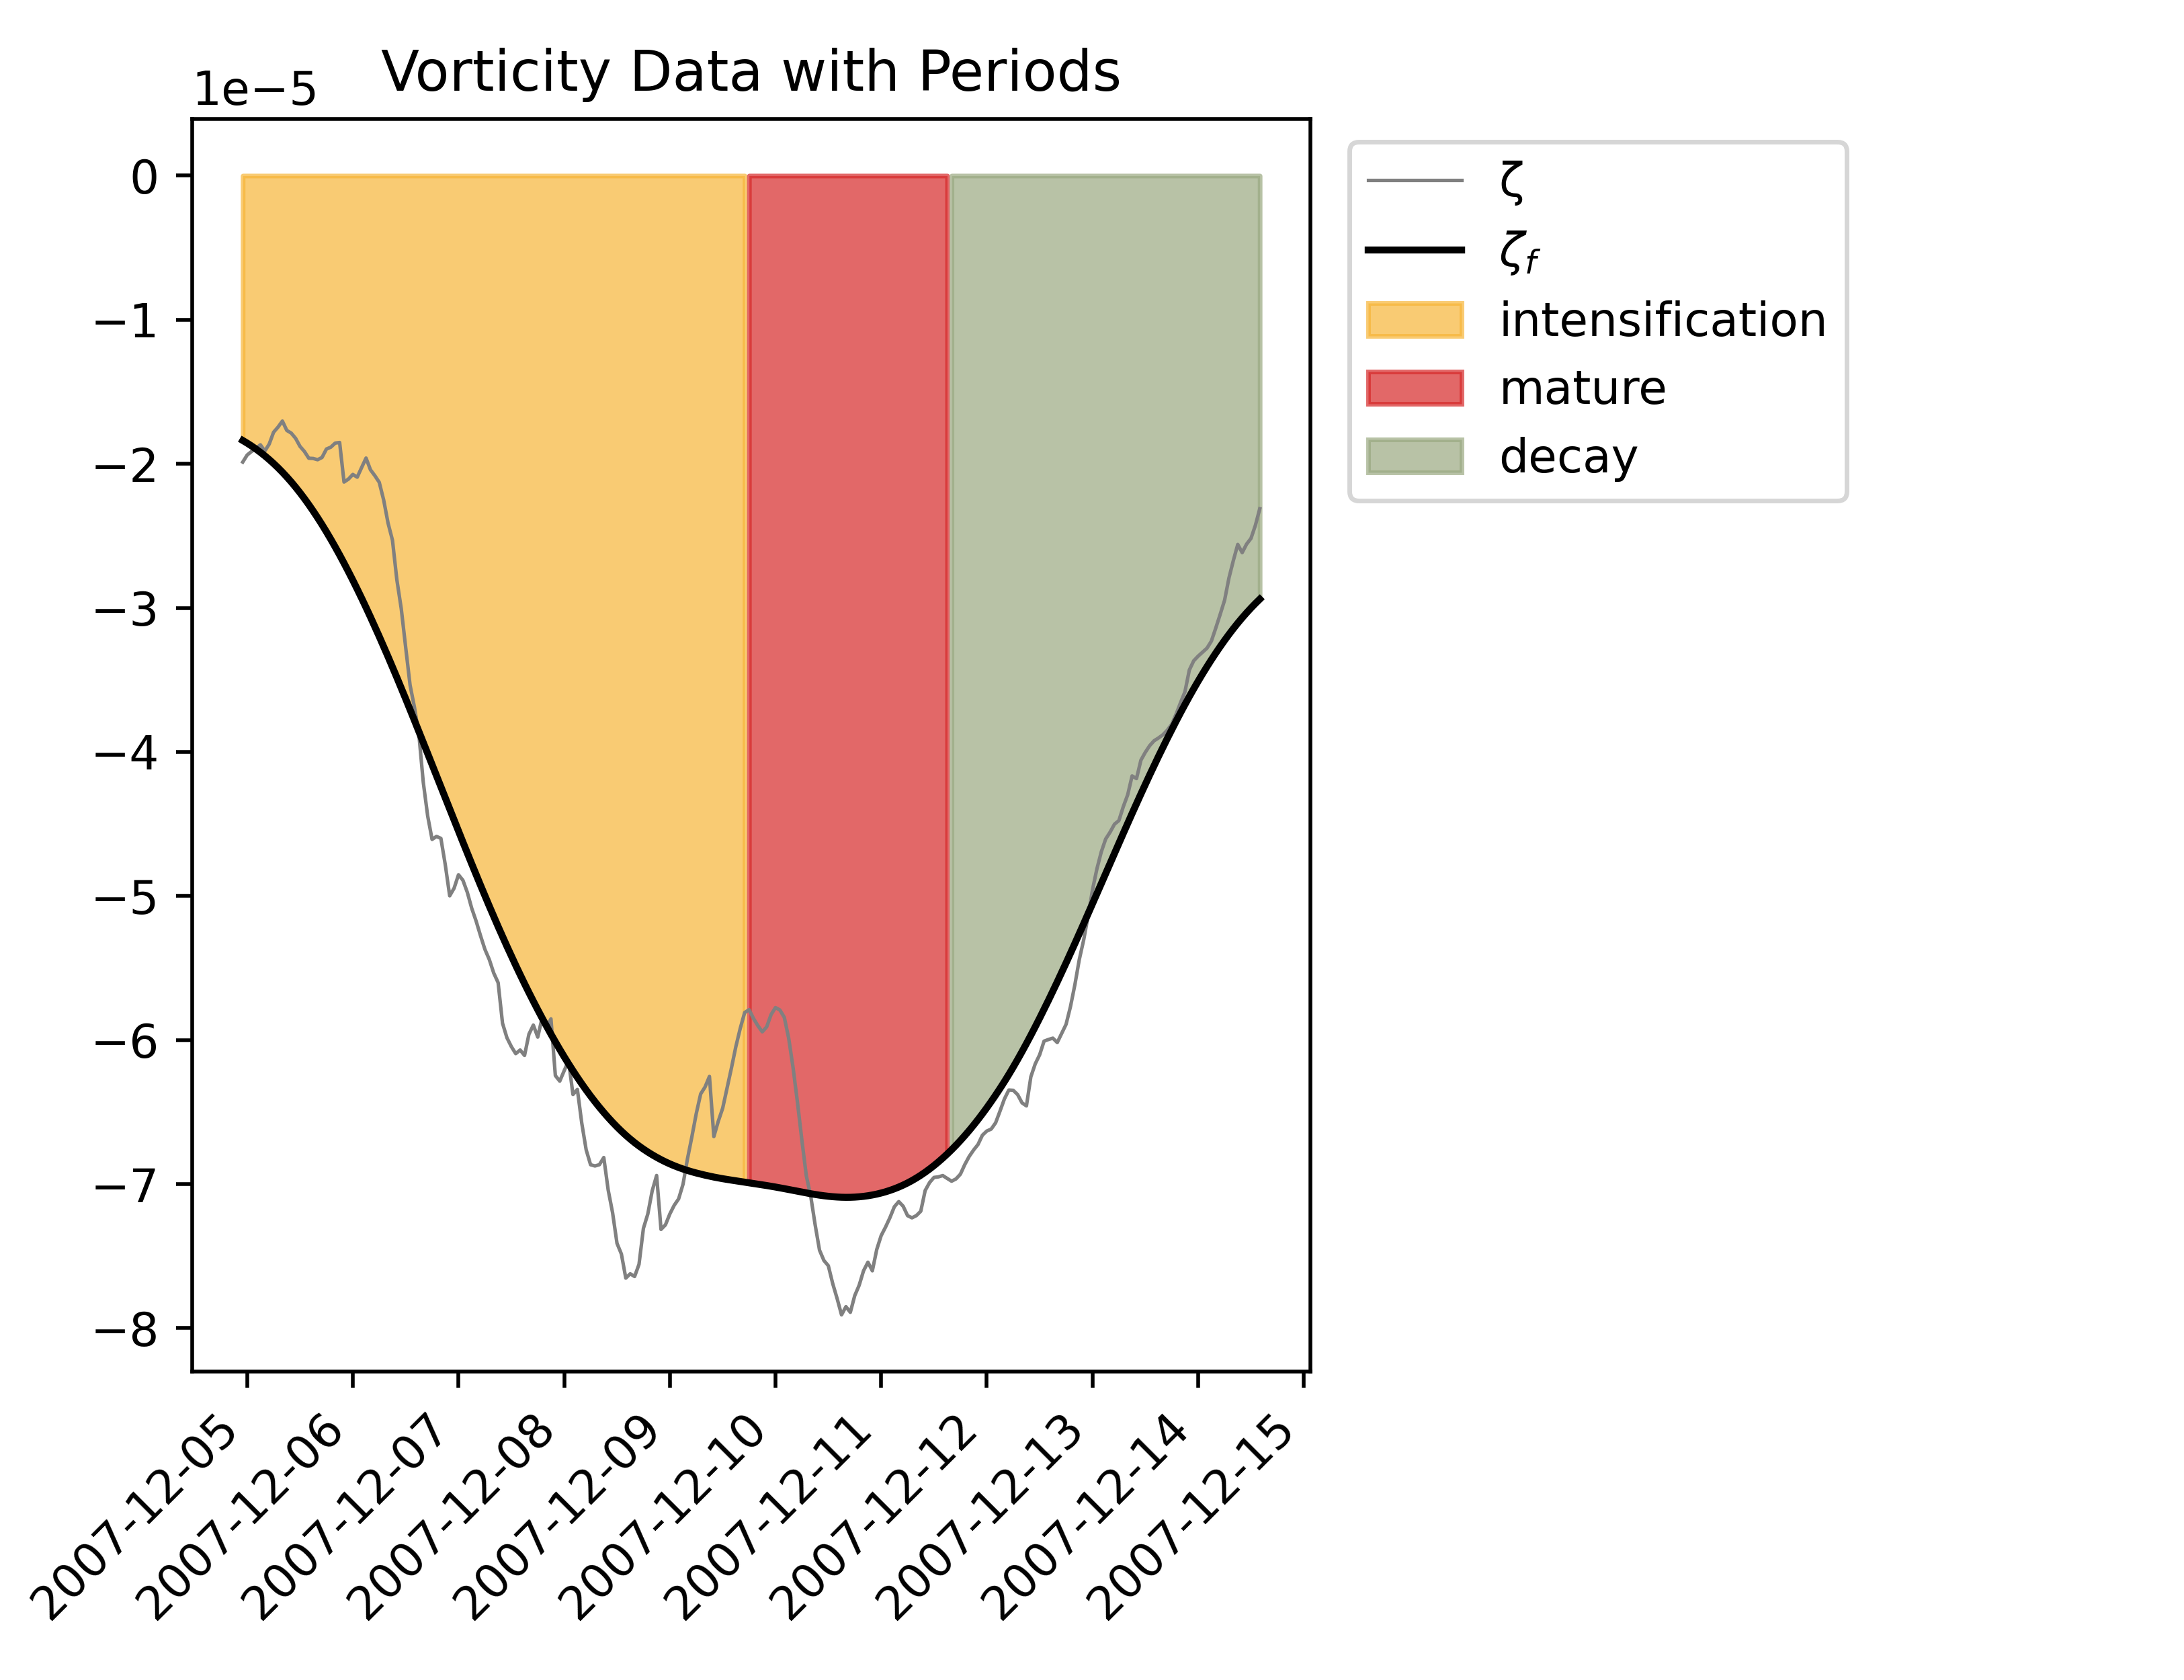 Vorticity Data with Periods
1e−5
0
−1
−2
−3
−4
−5
−6
−7
−8
2007-12-05
2007-12-06
2007-12-07
2007-12-08
2007-12-09
2007-12-10
2007-12-11
2007-12-12
2007-12-13
2007-12-14
2007-12-15
ζ
ζf
intensification
mature
decay